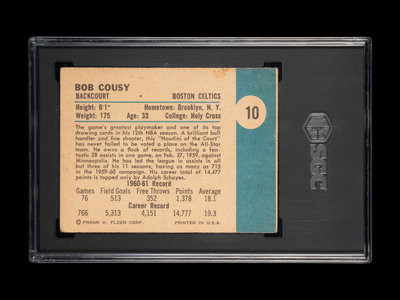 BOB COUSY
BACKCOURT • BOSTON CELTICS
Height: 6'1" Hometown: Brooklyn, N. Y.
Weight: 175 Age: 33 College: Holy Cross
10
The game's greatest playmaker and one of its top
drawing cards in his 12th NBA season. A brilliant ball
handler and fine shooter, this "Houdini of the Court"
has never failed to be voted a place on the All-Star
team. He owns a flock of records, including a fan-
tastic 28 assists in one game, on Feb. 27, 1959, against
Minneapolis. He has led the league in assists in all
but three of his eleven seasons, having as many as 715
in the 1959-60 campaign. His career total of 14,477
points is topped only by Adolph Schayes.
1960-61 Record
Games Field Goals Free Throws Points Average
76 513 352 1,378 18.1
Career Record
766 5,313 4,151 14,777 19.3
© FRANK H. FLEER CORP. PRINTED IN U.S.A.
SGC